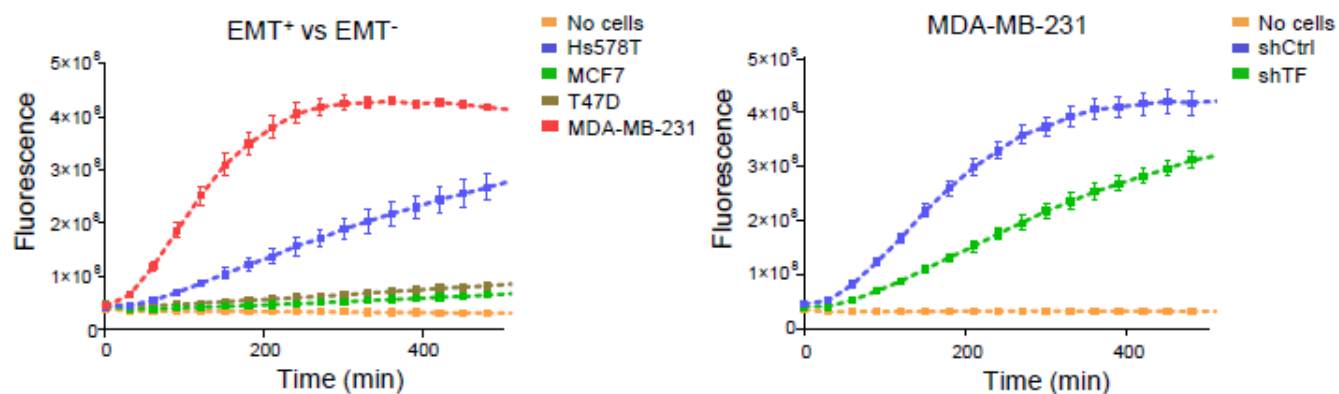 EMT⁺ vs EMT⁻
No cells
Hs578T
MCF7
T47D
MDA-MB-231
Fluorescence
5×10⁸
4×10⁸
3×10⁸
2×10⁸
1×10⁸
0
0 200 400
Time (min)
MDA-MB-231
No cells
shCtrl
shTF
Fluorescence
5×10⁸
4×10⁸
3×10⁸
2×10⁸
1×10⁸
0
0 200 400
Time (min)